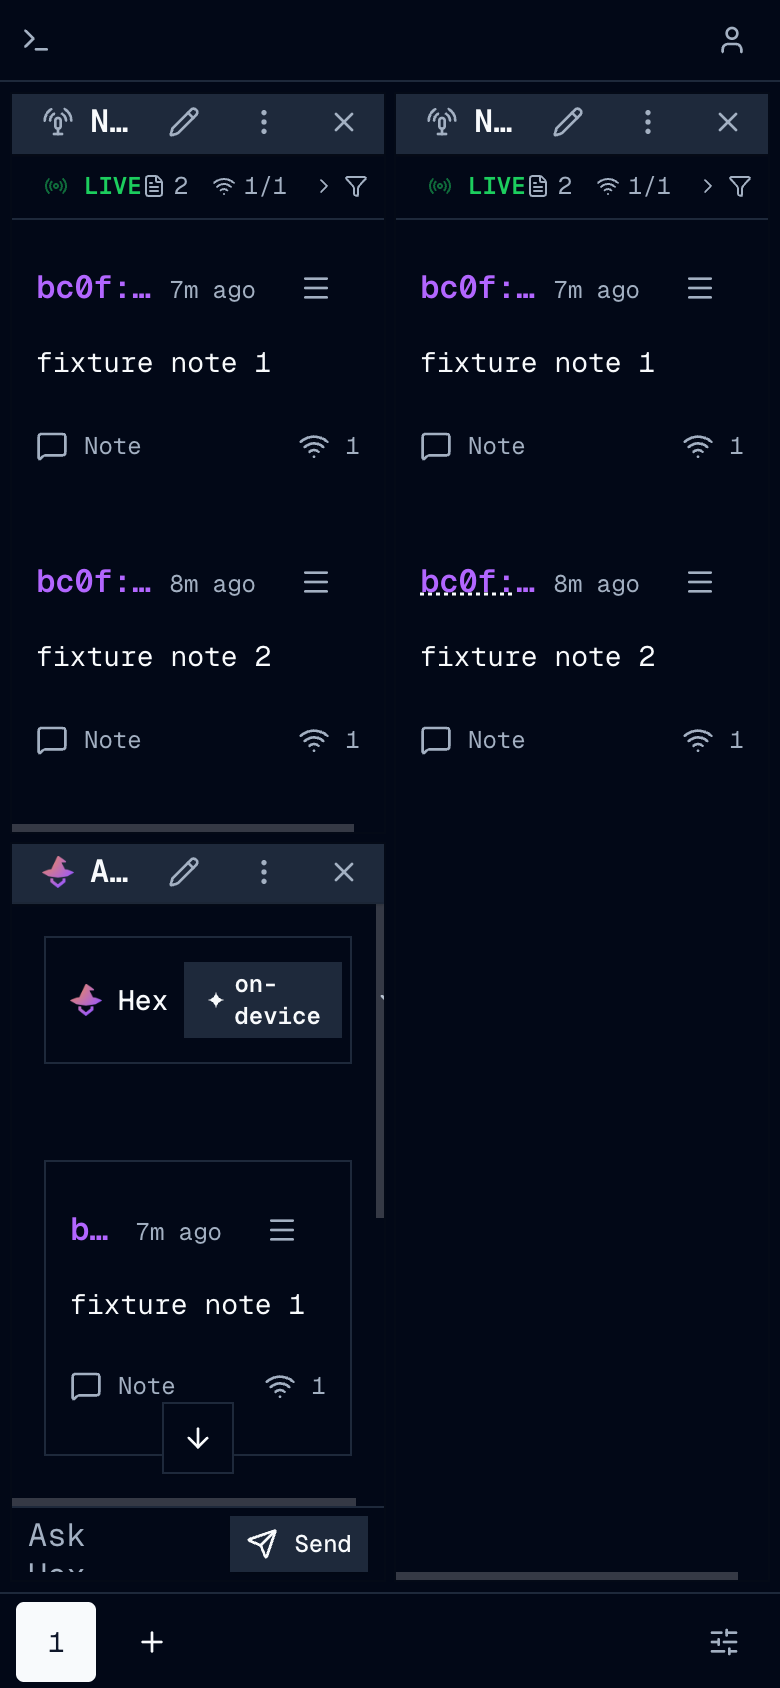 N…
LIVE 2 1/1
bc0f:… 7m ago
fixture note 1
Note 1
bc0f:… 8m ago
fixture note 2
Note 1
A…
Hex
on-
device
b… 7m ago
fixture note 1
Note 1
Ask
Hex
Send
N…
LIVE 2 1/1
bc0f:… 7m ago
fixture note 1
Note 1
bc0f:… 8m ago
fixture note 2
Note 1
1